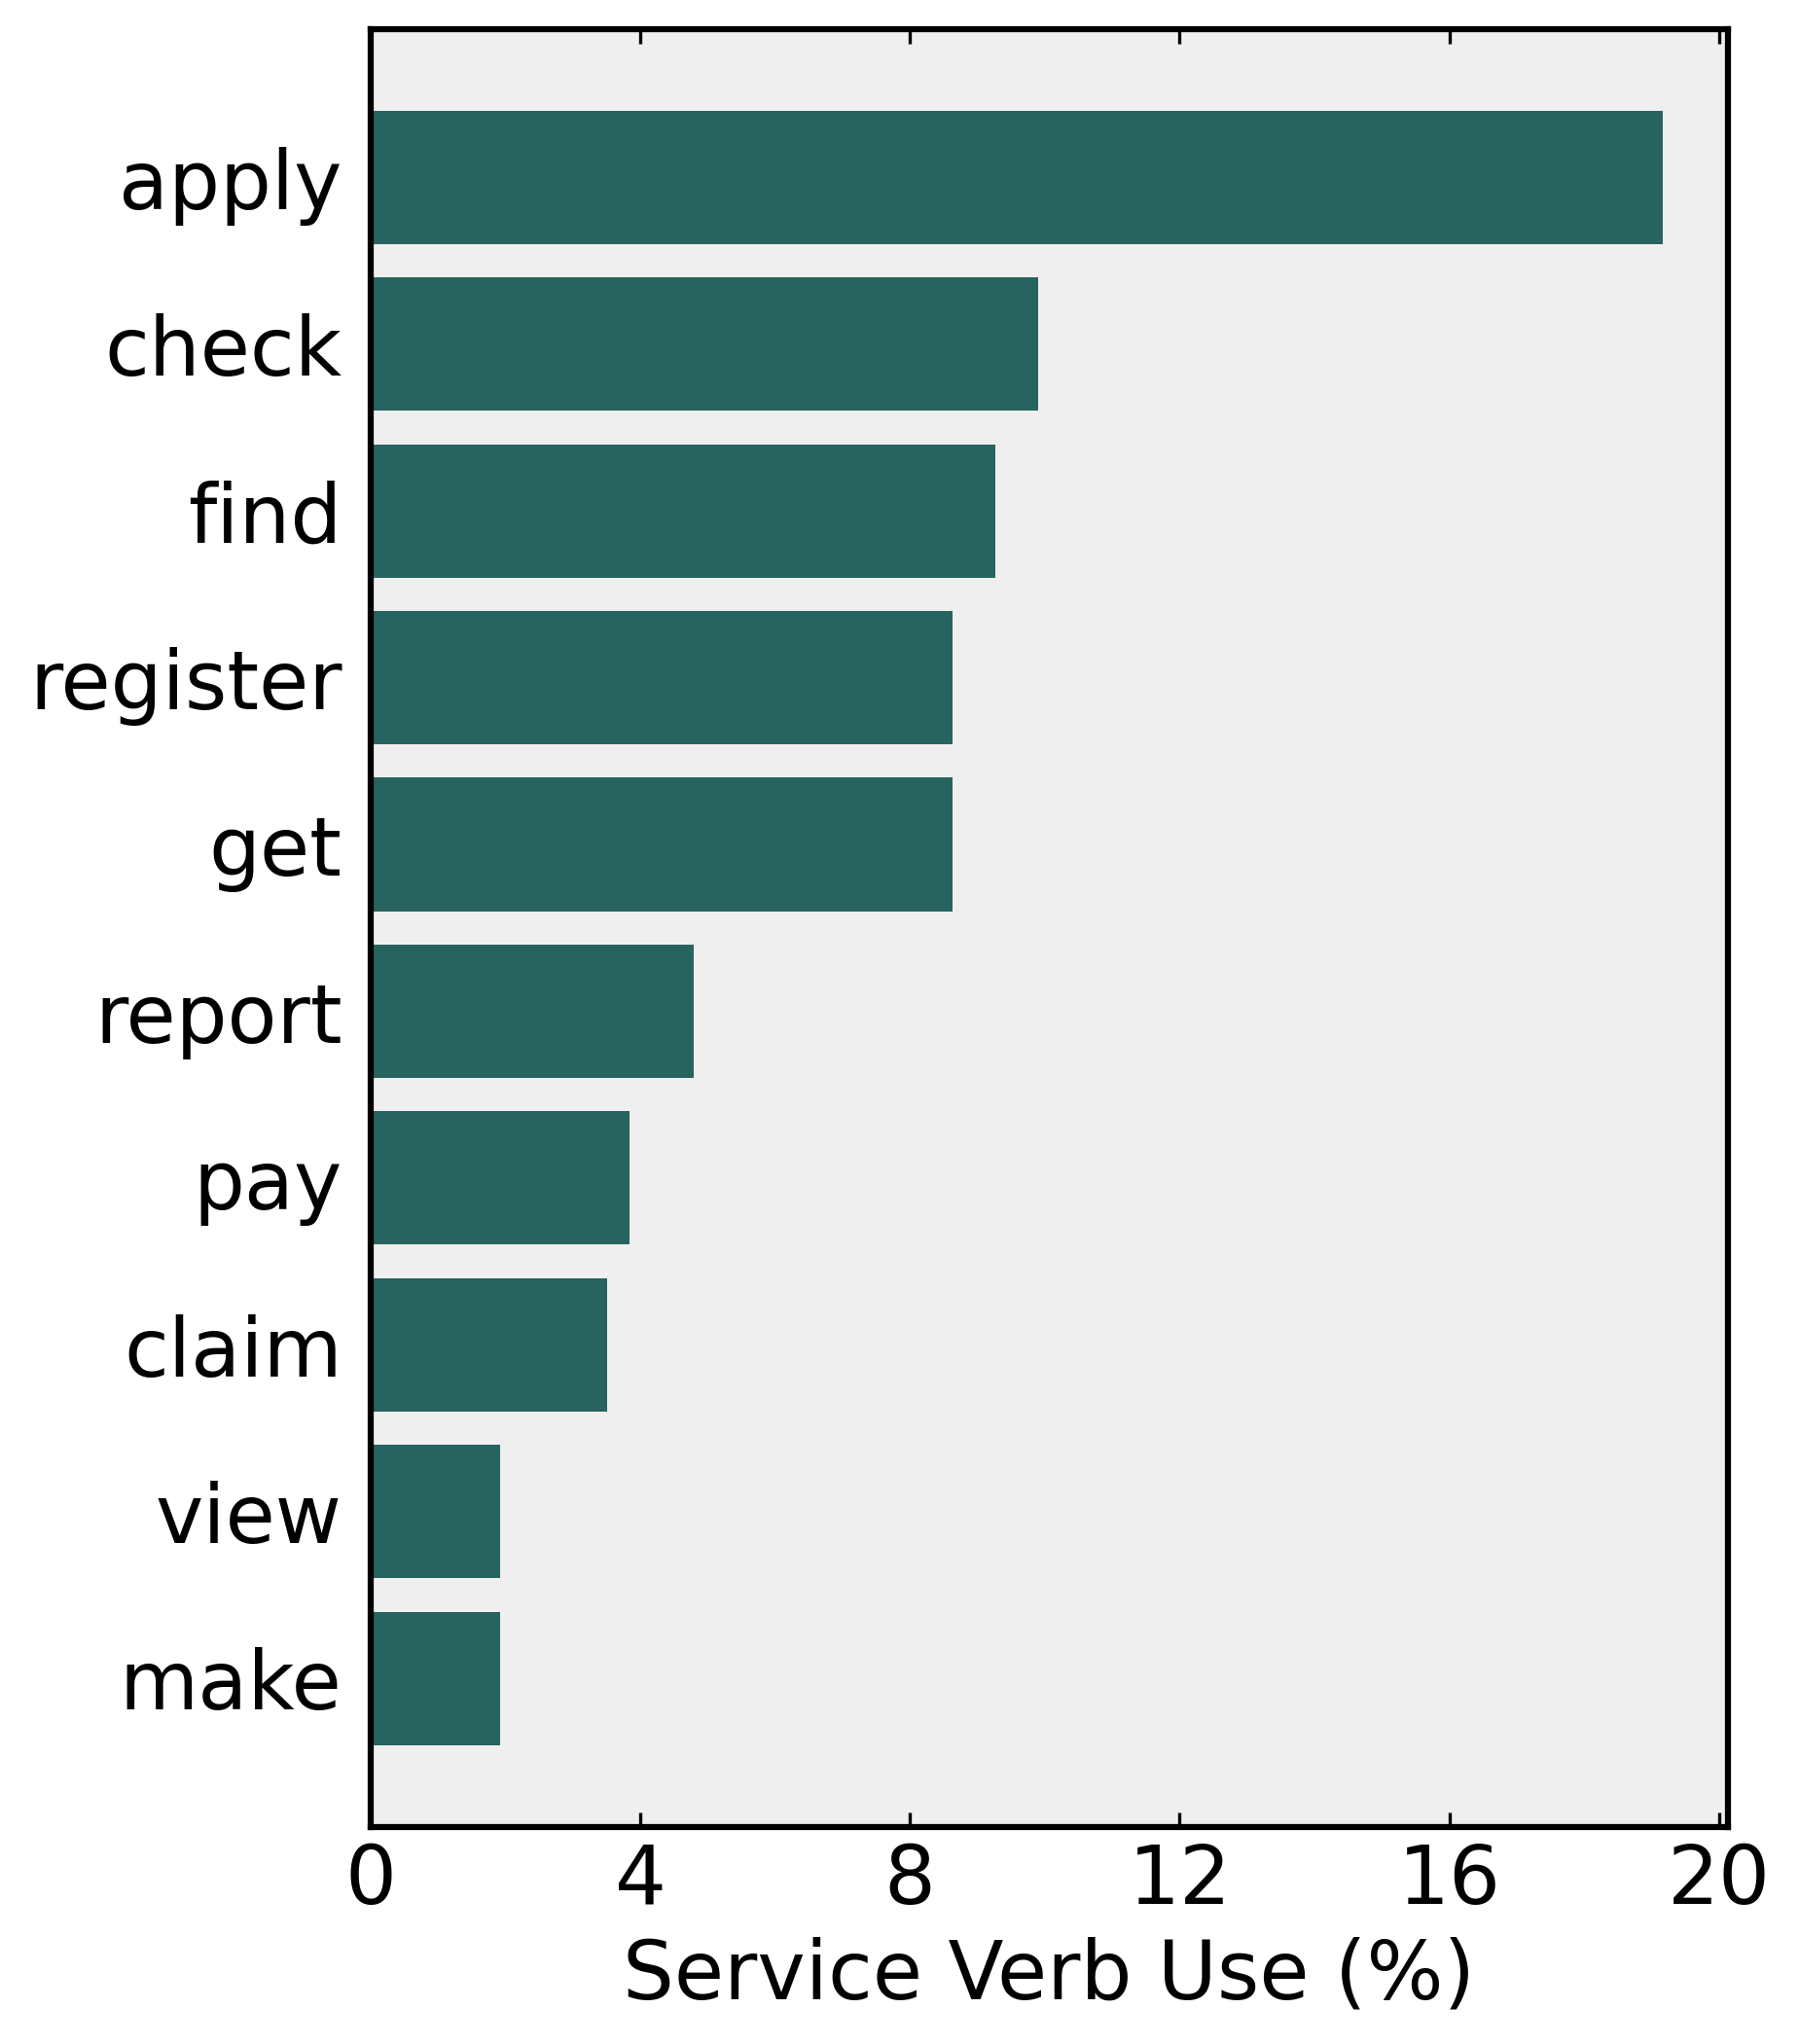 apply
check
find
register
get
report
pay
claim
view
make
0 4 8 12 16 20
Service Verb Use (%)